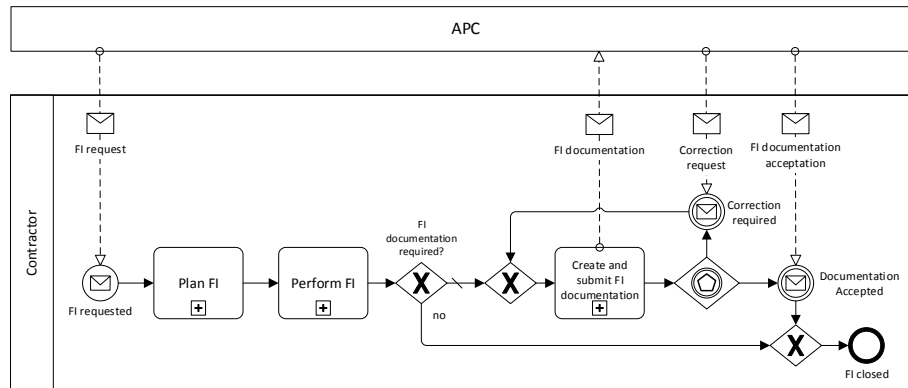 APC
FI request
FI documentation
Correction
request
FI documentation
acceptation
Contractor
Correction
required
FI
documentation
required?
Plan FI
Perform FI
X
X
Create and
submit FI
documentation
Documentation
Accepted
FI requested
no
X
FI closed